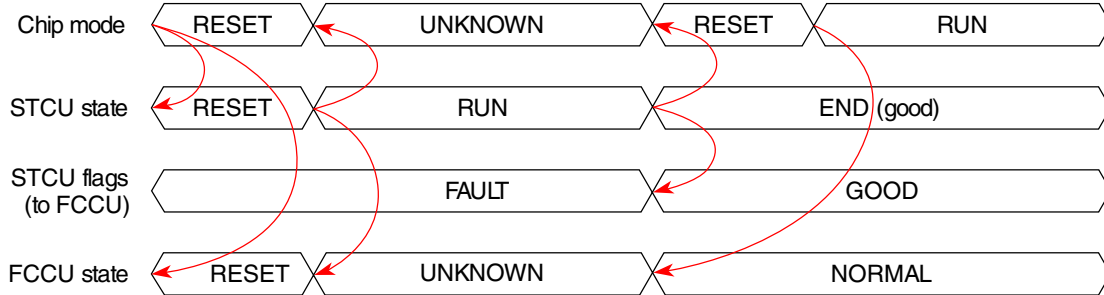 Chip mode RESET UNKNOWN RESET RUN
STCU state RESET RUN END (good)
STCU flags
(to FCCU) FAULT GOOD
FCCU state RESET UNKNOWN NORMAL